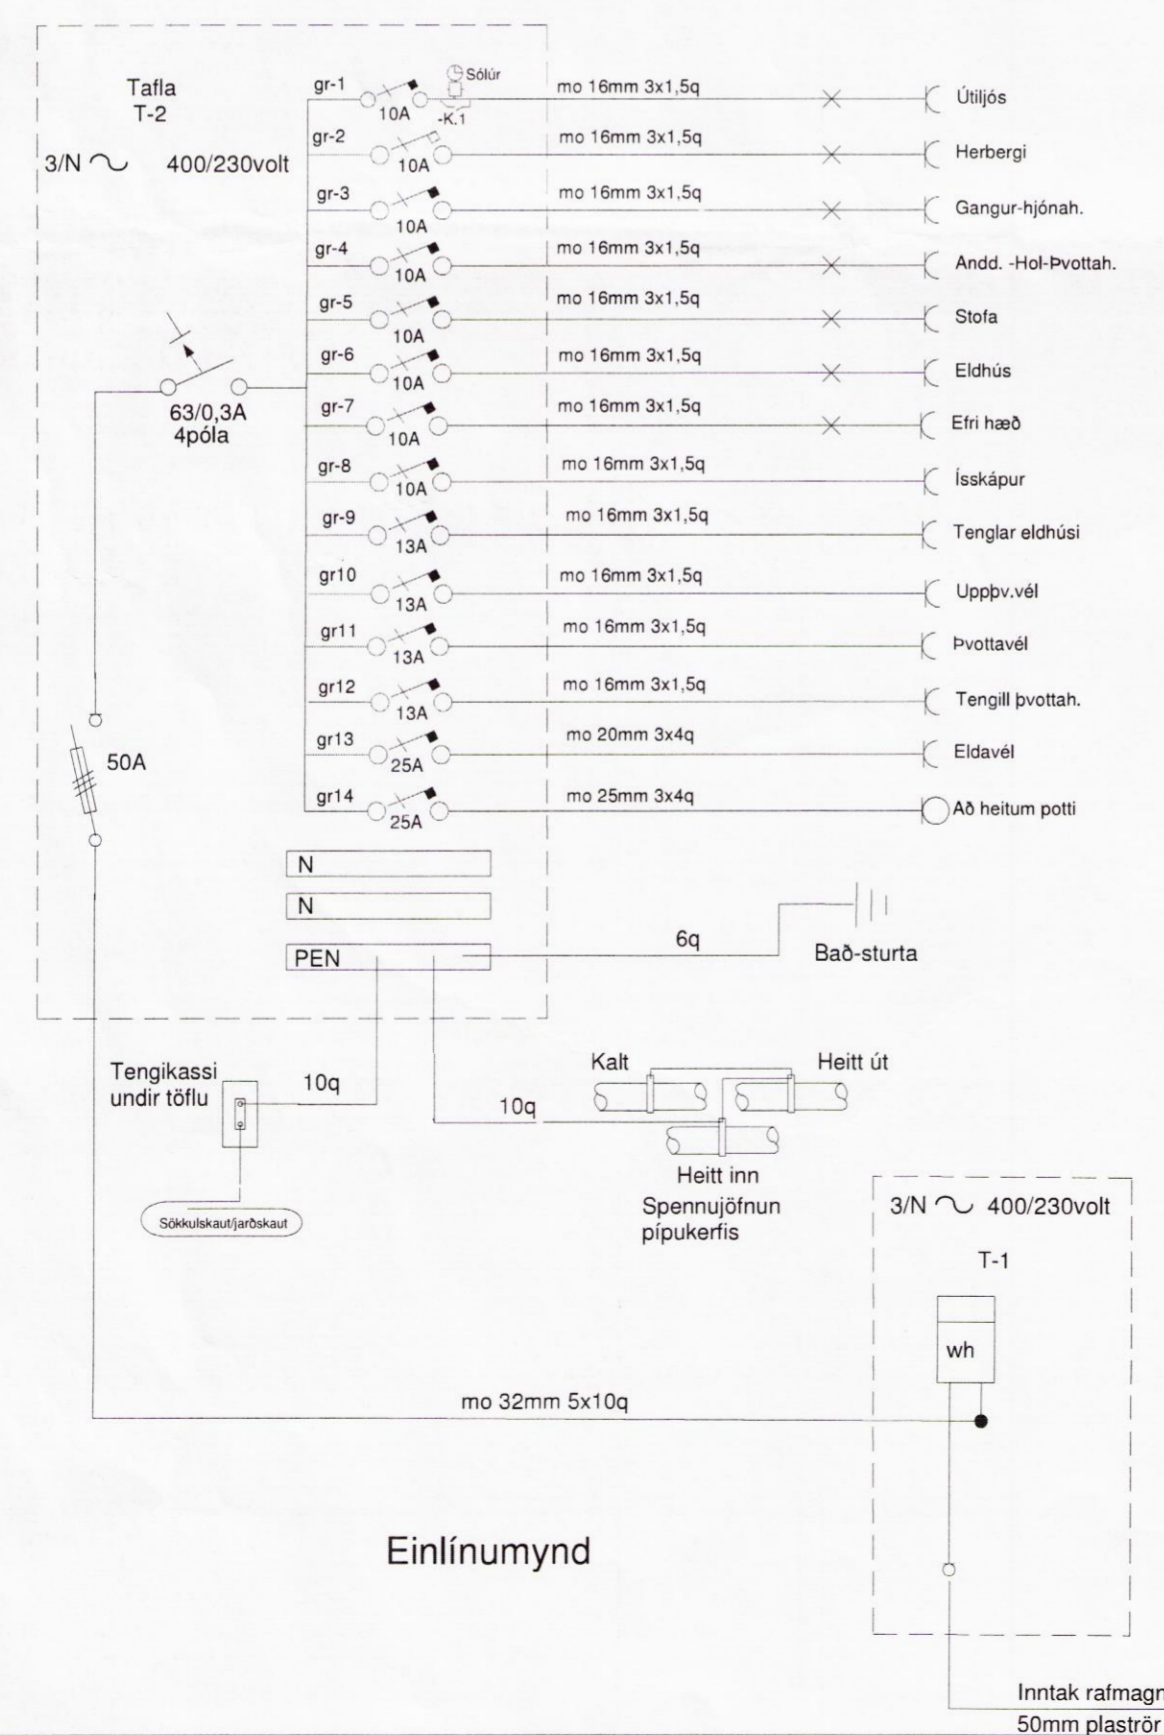 Tafla
T-2
3/N 400/230volt
gr-1 10A -K.1 Sólúr mo 16mm 3x1,5q Útiljós
gr-2 10A mo 16mm 3x1,5q Herbergi
gr-3 10A mo 16mm 3x1,5q Gangur-hjónah.
gr-4 10A mo 16mm 3x1,5q Andd. -Hol-Þvottah.
gr-5 10A mo 16mm 3x1,5q Stofa
gr-6 10A mo 16mm 3x1,5q Eldhús
gr-7 10A mo 16mm 3x1,5q Efri hæð
gr-8 10A mo 16mm 3x1,5q Ísskápur
gr-9 13A mo 16mm 3x1,5q Tenglar eldhúsi
gr10 13A mo 16mm 3x1,5q Uppþv.vél
gr11 13A mo 16mm 3x1,5q Þvottavél
gr12 13A mo 16mm 3x1,5q Tengill þvottah.
gr13 25A mo 20mm 3x4q Eldavél
gr14 25A mo 25mm 3x4q Að heitum potti
63/0,3A
4póla
50A
N
N
PEN
6q
Bað-sturta
Tengikassi
undir töflu
10q
Sökkulskaut/jarðskaut
10q
Kalt
Heitt út
Heitt inn
Spennujöfnun
pípukerfis
3/N 400/230volt
T-1
wh
mo 32mm 5x10q
Einlínumynd
Inntak rafmagn
50mm plaströr